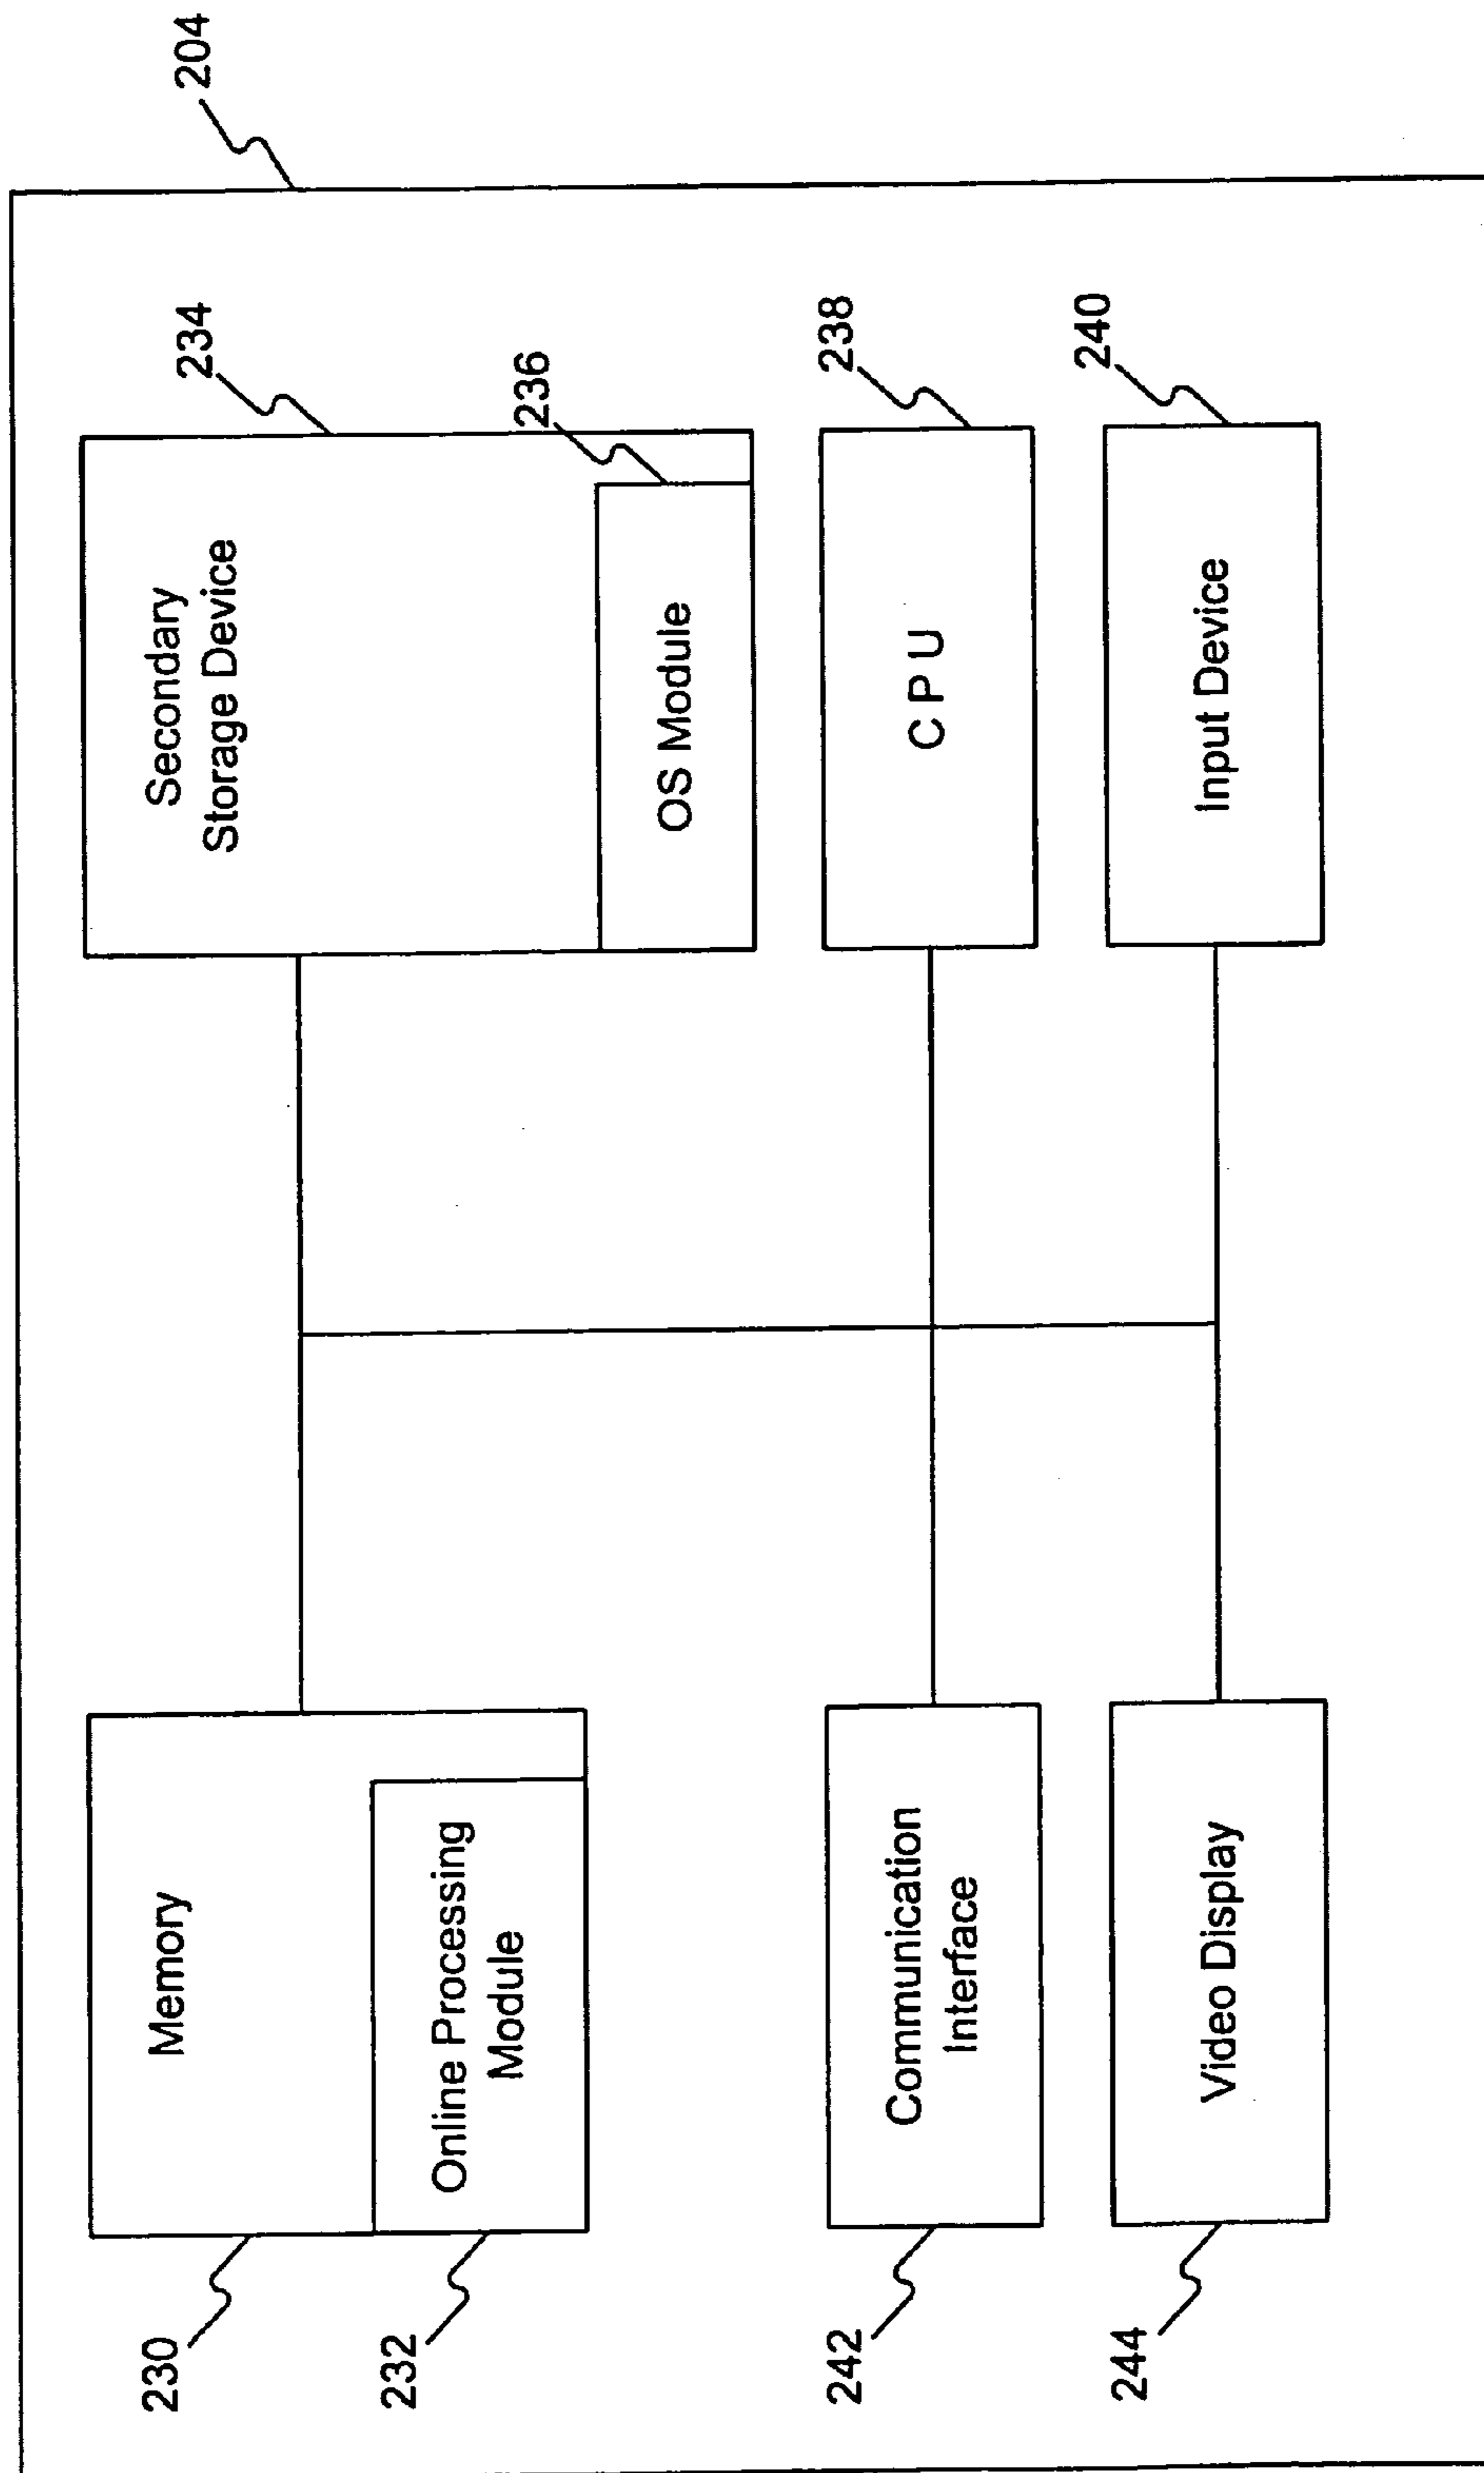 204
230
Memory
232
Online Processing
Module
234
Secondary
Storage Device
236
OS Module
242
Communication
Interface
238
C P U
244
Video Display
240
Input Device